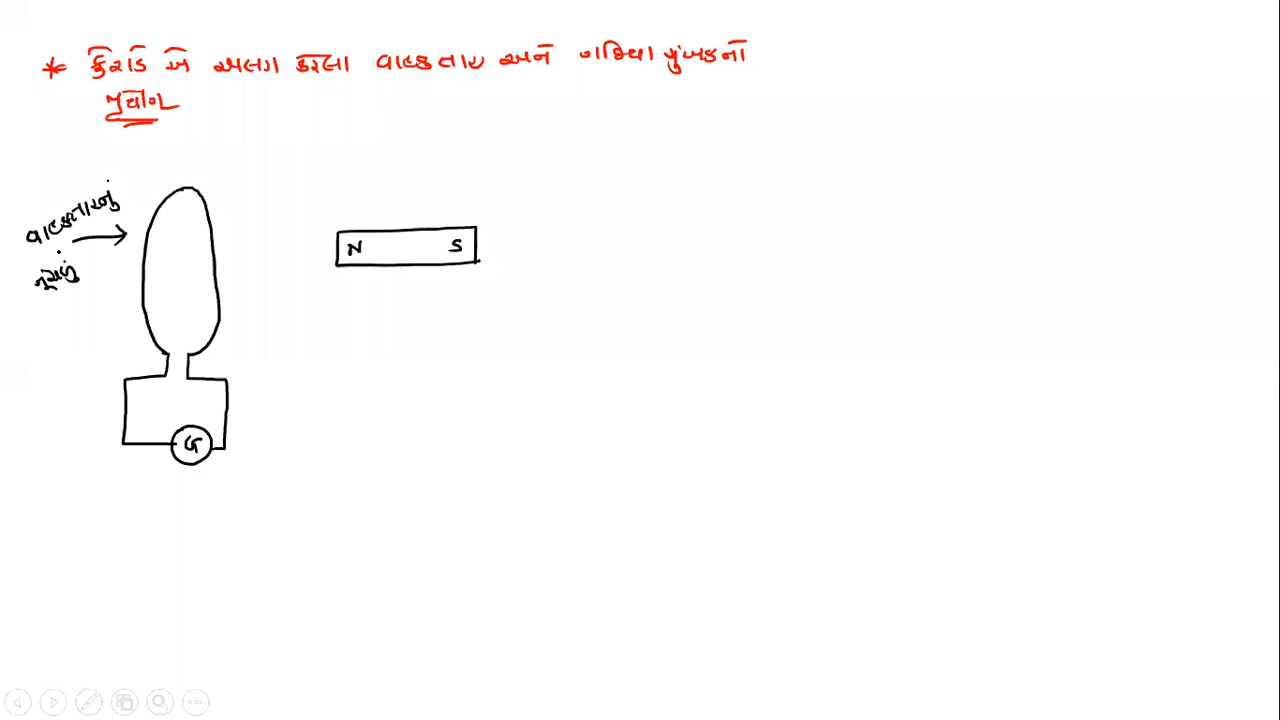 * ફેરાડે એ અલગ કરેલા વાહકતાર અને ગજિયા ચુંબકનો
પ્રયોગ
વાહકતારનું
ગૂંચળું
N S
G